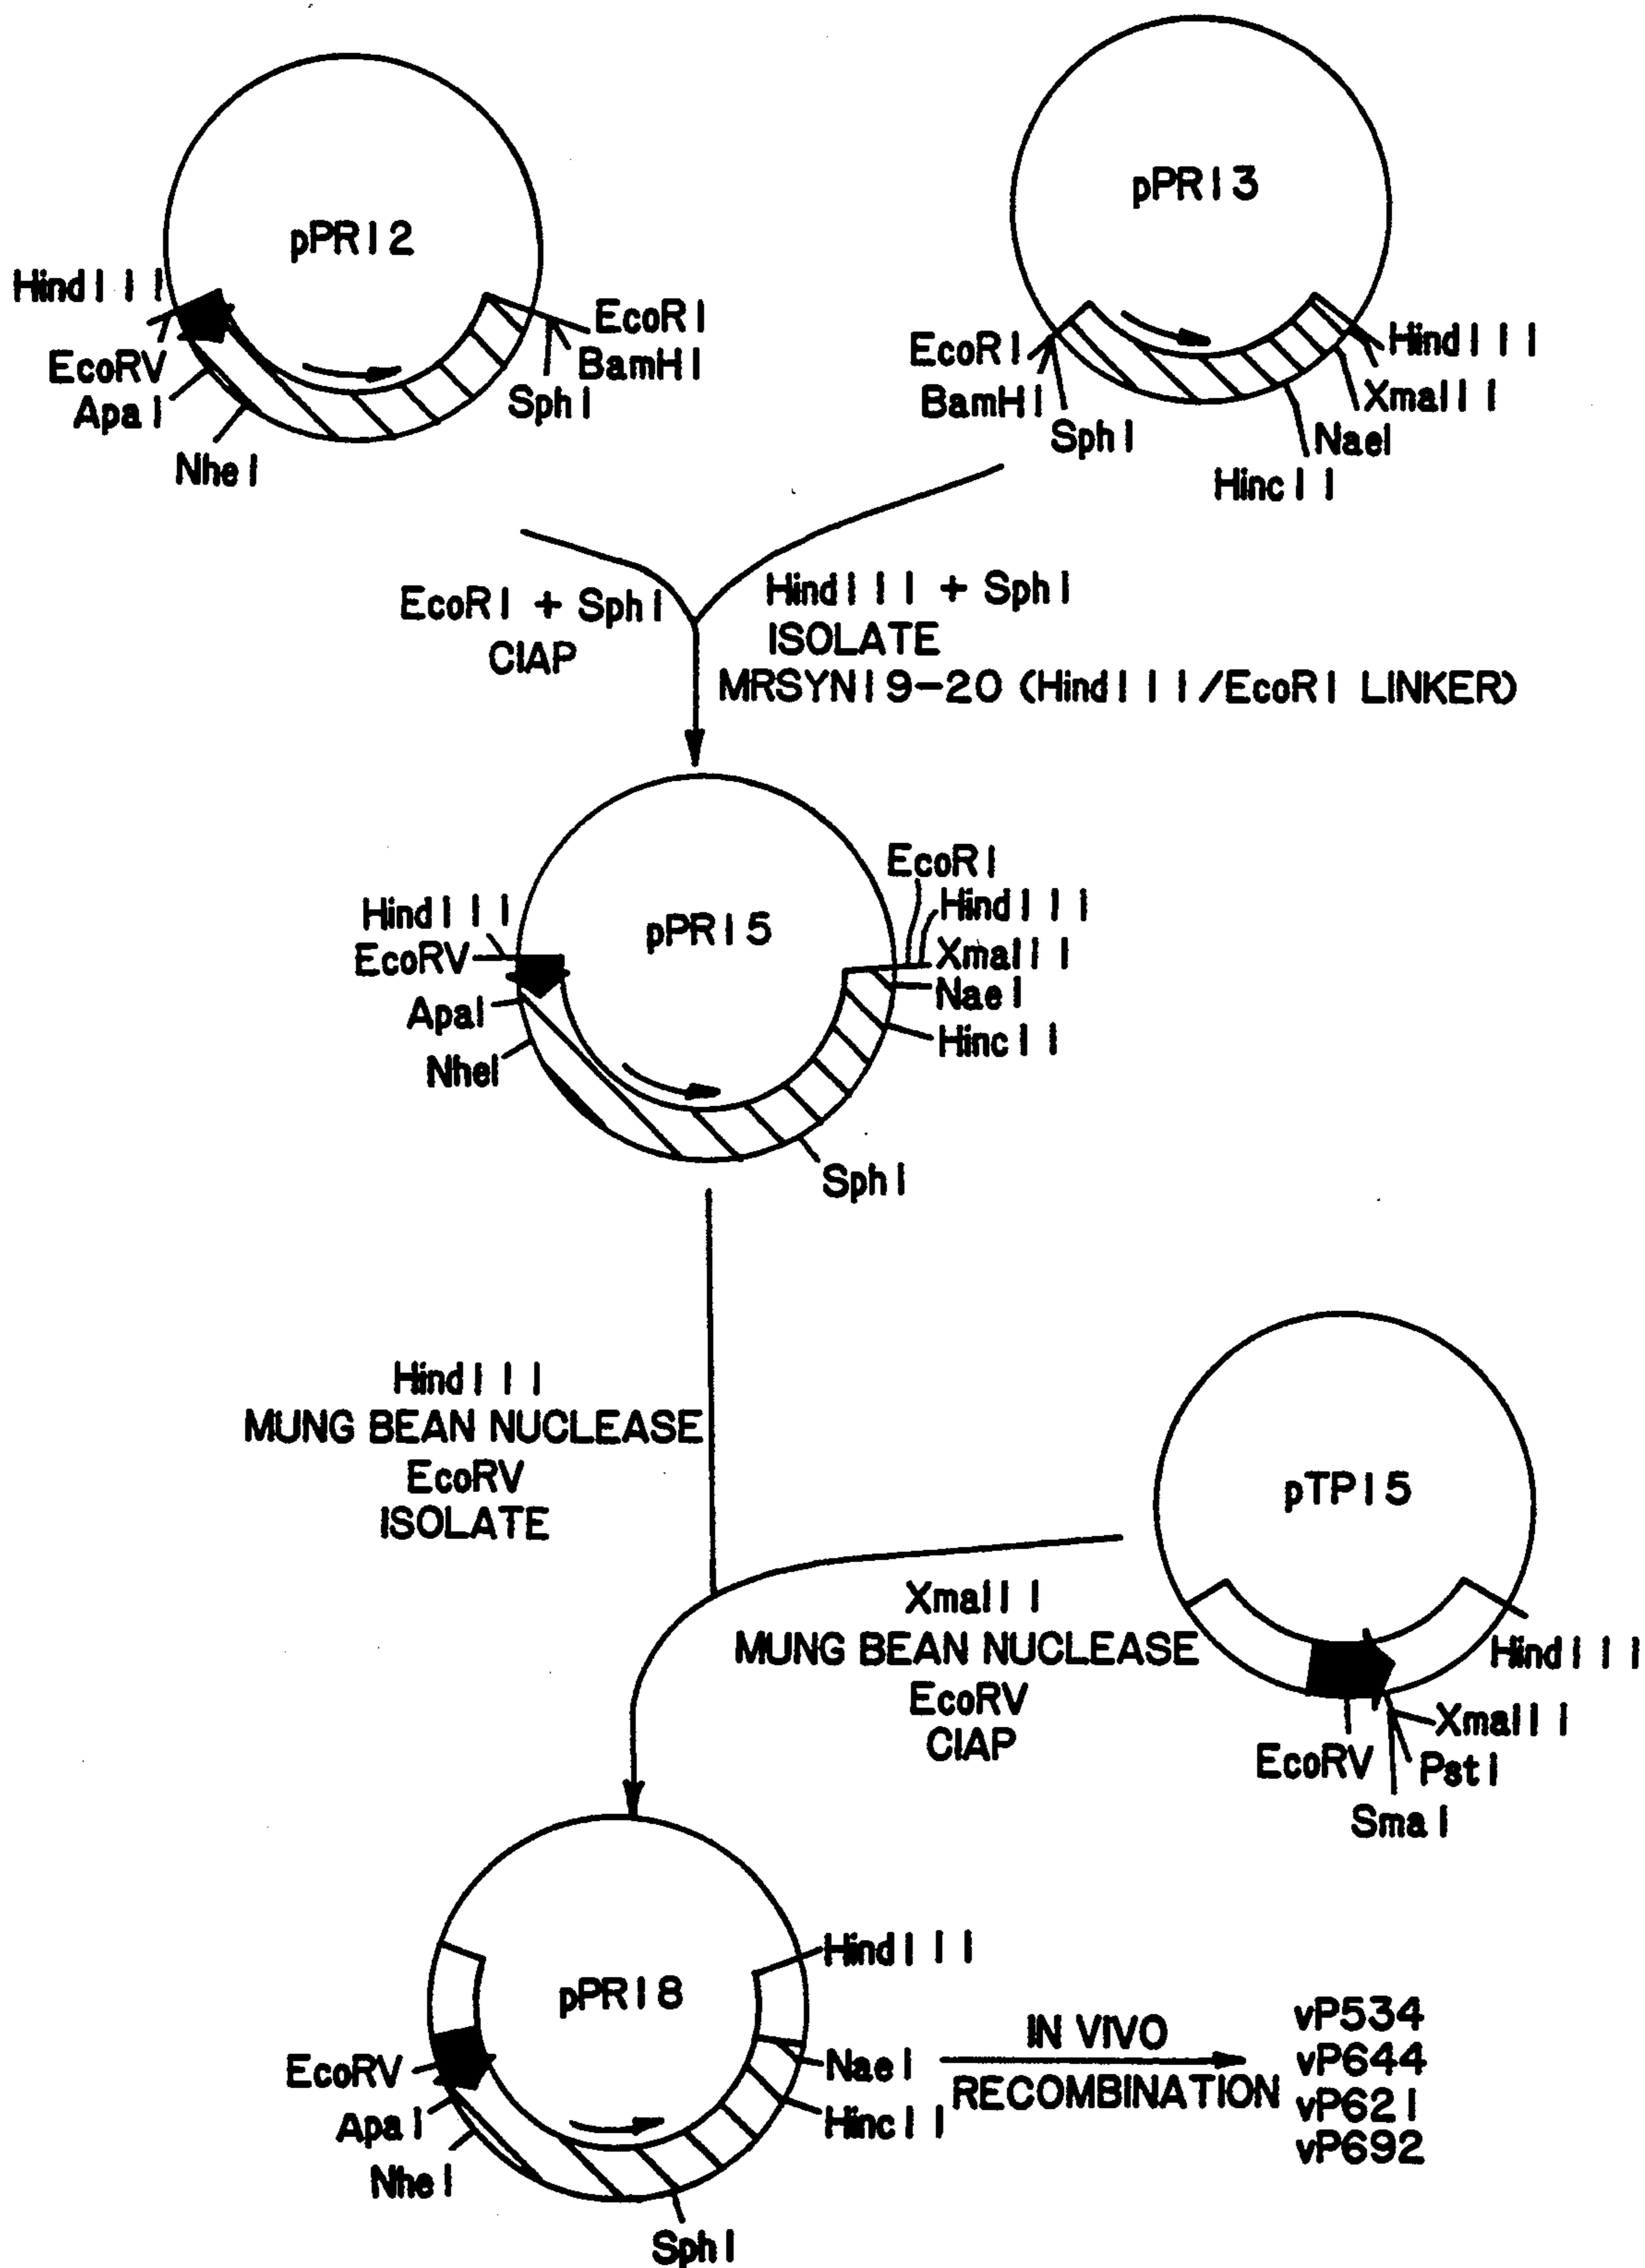 pPR12
HindIII
EcoRV
ApaI
NheI
EcoRI
BamHI
SphI
pPR13
EcoRI
BamHI
SphI
HindIII
XmaIII
NaeI
HincII
EcoRI + SphI
CIAP
HindIII + SphI
ISOLATE
MRSYN19-20 (HindIII/EcoRI LINKER)
pPR15
HindIII
EcoRV
ApaI
NheI
EcoRI
HindIII
XmaIII
NaeI
HincII
SphI
HindIII
MUNG BEAN NUCLEASE
EcoRV
ISOLATE
pTP15
HindIII
XmaIII
PstI
EcoRV
SmaI
XmaIII
MUNG BEAN NUCLEASE
EcoRV
CIAP
pPR18
HindIII
EcoRV
ApaI
NheI
NaeI
HincII
SphI
IN VIVO
RECOMBINATION
vP534
vP644
vP621
vP692